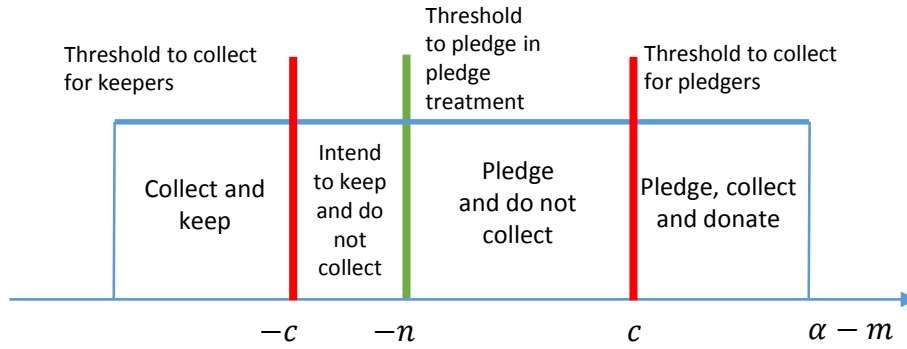 Threshold to collect
for keepers
Threshold
to pledge in
pledge
treatment
Threshold to collect
for pledgers
Collect and
keep
Intend
to keep
and do
not
collect
Pledge
and do not
collect
Pledge, collect
and donate
−c
−n
c
α − m